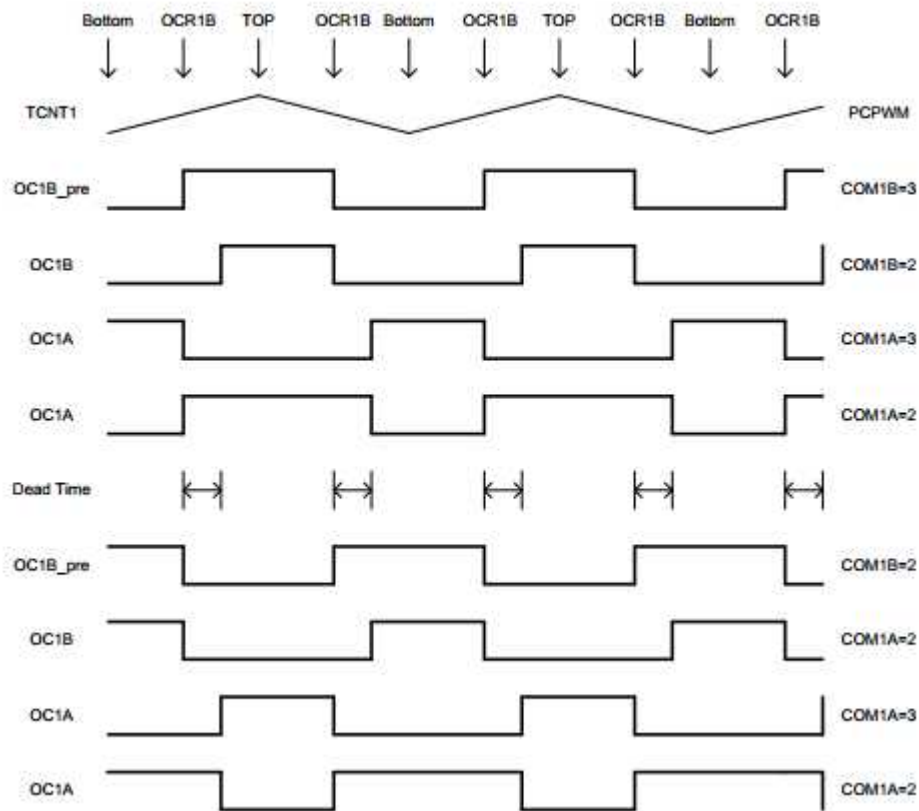 Bottom OCR1B TOP OCR1B Bottom OCR1B TOP OCR1B Bottom OCR1B
TCNT1 PCPWM
OC1B_pre COM1B=3
OC1B COM1B=2
OC1A COM1A=3
OC1A COM1A=2
Dead Time
OC1B_pre COM1B=2
OC1B COM1A=2
OC1A COM1A=3
OC1A COM1A=2